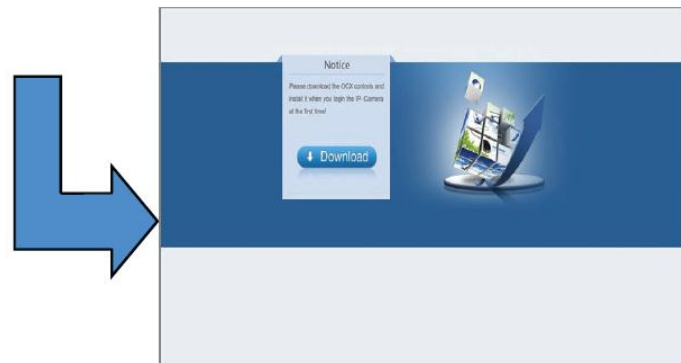 Notice
Please download the OCX controls and
install it when you login the IP Camera
at the first time!
Download